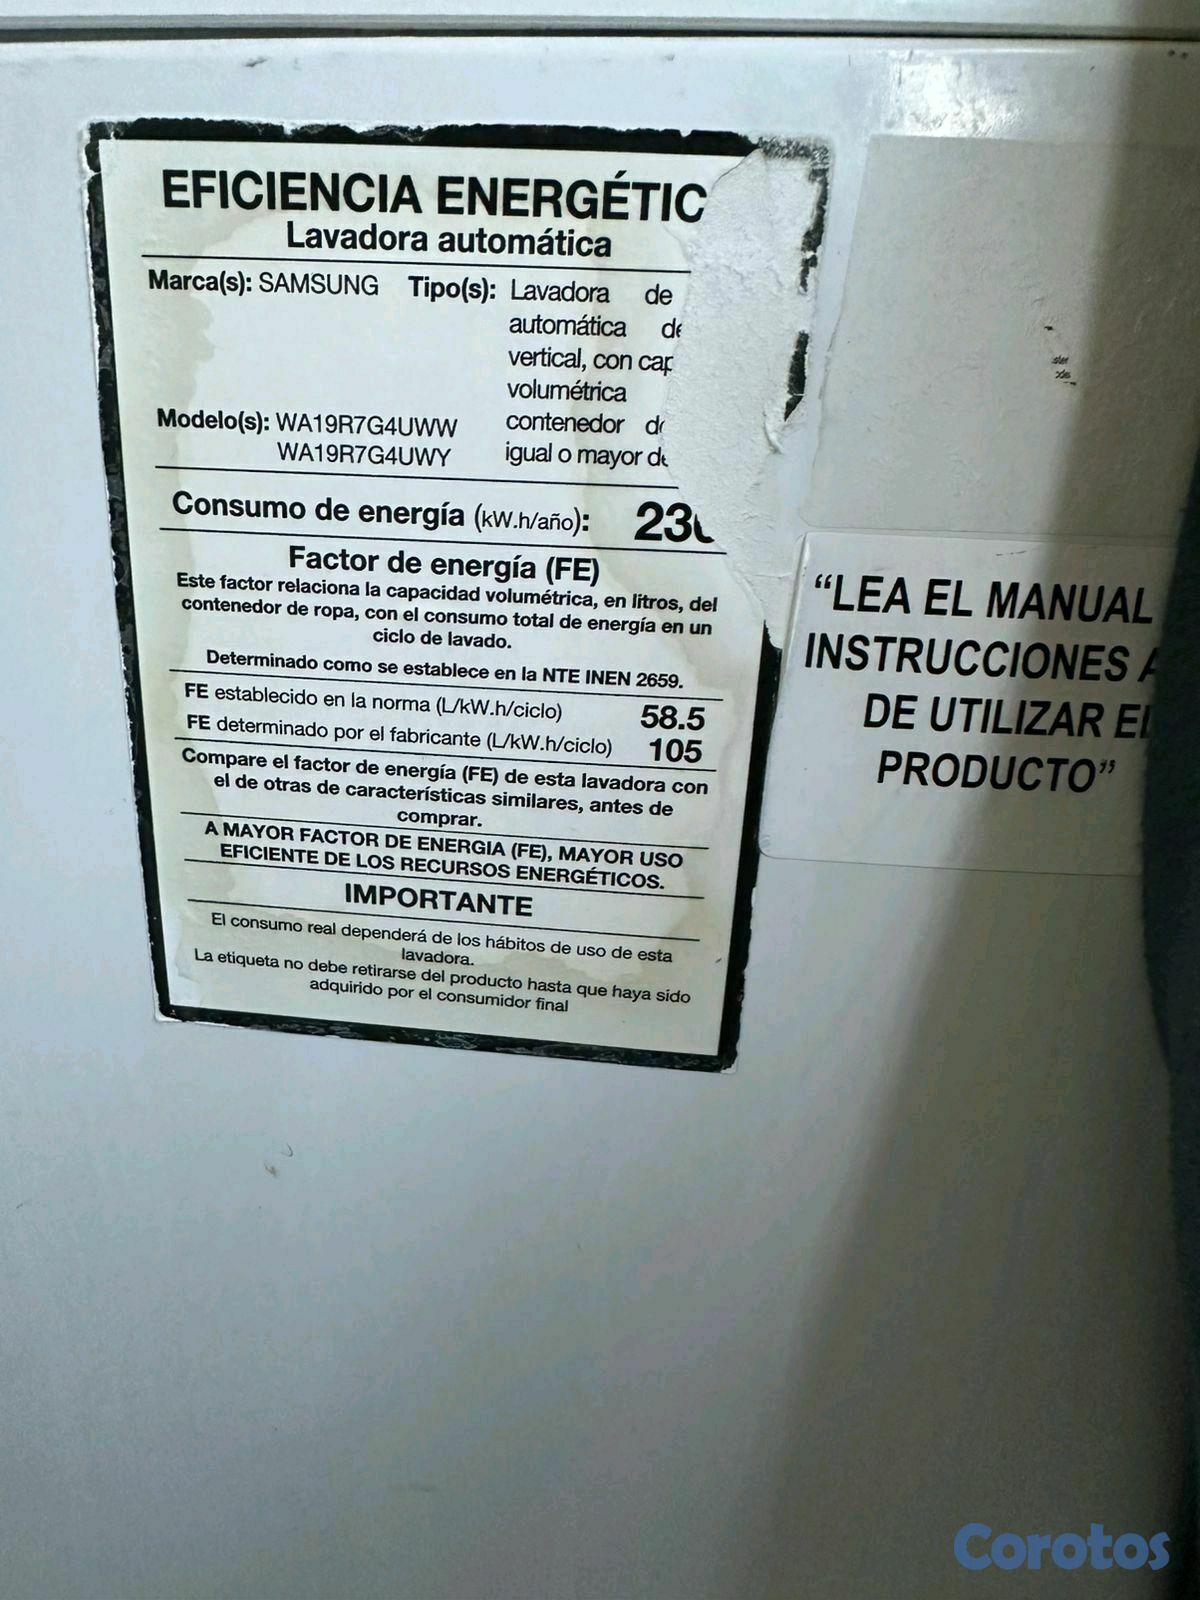 EFICIENCIA ENERGÉTIC
Lavadora automática
Marca(s): SAMSUNG Tipo(s): Lavadora de
automática de
vertical, con cap
volumétrica
Modelo(s): WA19R7G4UWW contenedor de
WA19R7G4UWY igual o mayor de
Consumo de energía (kW.h/año): 23
Factor de energía (FE)
Este factor relaciona la capacidad volumétrica, en litros, del
contenedor de ropa, con el consumo total de energía en un
ciclo de lavado.
Determinado como se establece en la NTE INEN 2659.
FE establecido en la norma (L/kW.h/ciclo) 58.5
FE determinado por el fabricante (L/kW.h/ciclo) 105
Compare el factor de energía (FE) de esta lavadora con
el de otras de características similares, antes de
comprar.
A MAYOR FACTOR DE ENERGIA (FE), MAYOR USO
EFICIENTE DE LOS RECURSOS ENERGÉTICOS.
IMPORTANTE
El consumo real dependerá de los hábitos de uso de esta
lavadora.
La etiqueta no debe retirarse del producto hasta que haya sido
adquirido por el consumidor final
“LEA EL MANUAL
INSTRUCCIONES A
DE UTILIZAR EL
PRODUCTO”
Corotos